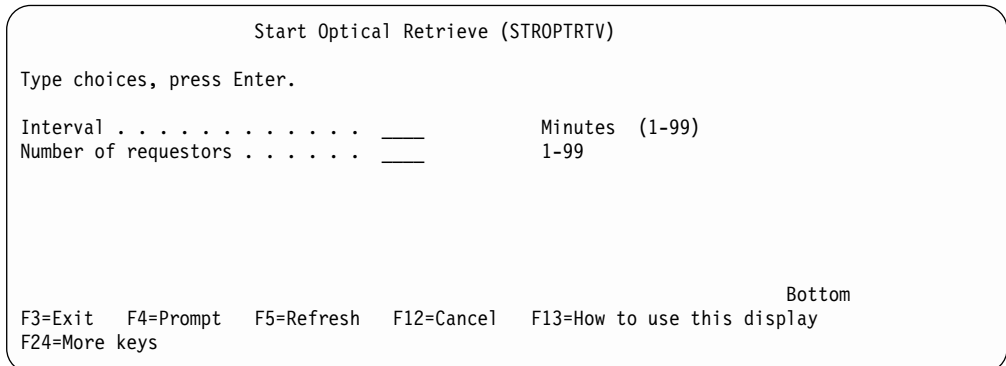 Start Optical Retrieve (STROPTRTV)
Type choices, press Enter.
Interval . . . . . . . . . . . . ____ Minutes (1-99)
Number of requestors . . . . . . ____ 1-99
Bottom
F3=Exit F4=Prompt F5=Refresh F12=Cancel F13=How to use this display
F24=More keys